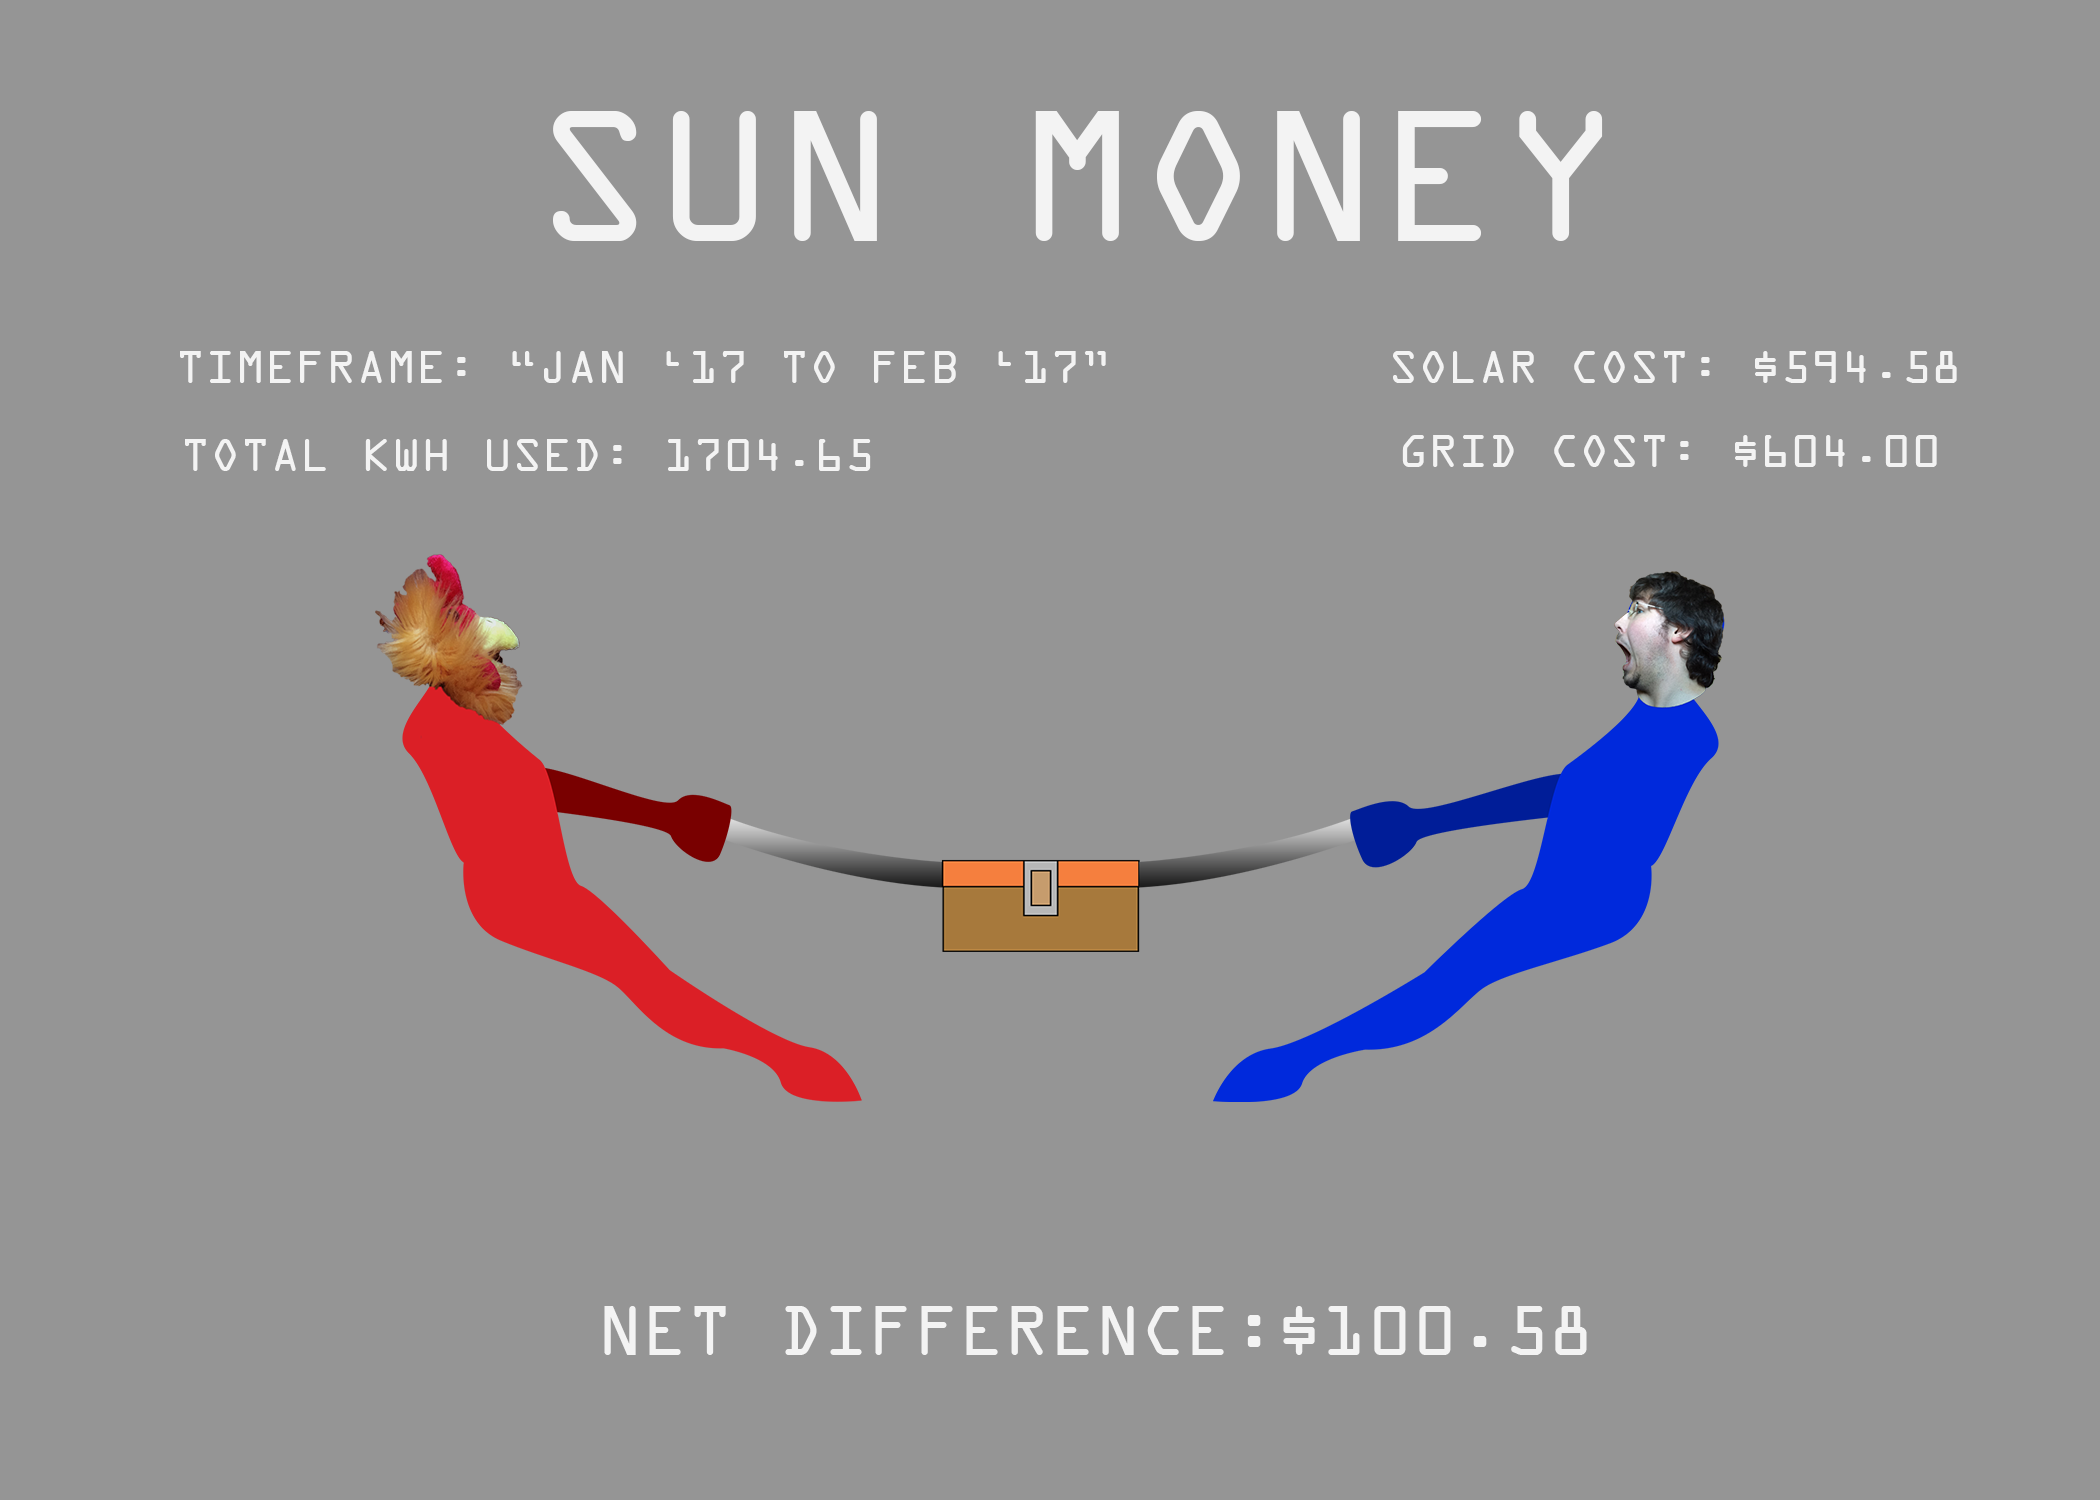 SUN MONEY
TIMEFRAME: “JAN ‘17 TO FEB ‘17”
TOTAL KWH USED: 1704.65
SOLAR COST: $594.58
GRID COST: $604.00
NET DIFFERENCE:$100.58